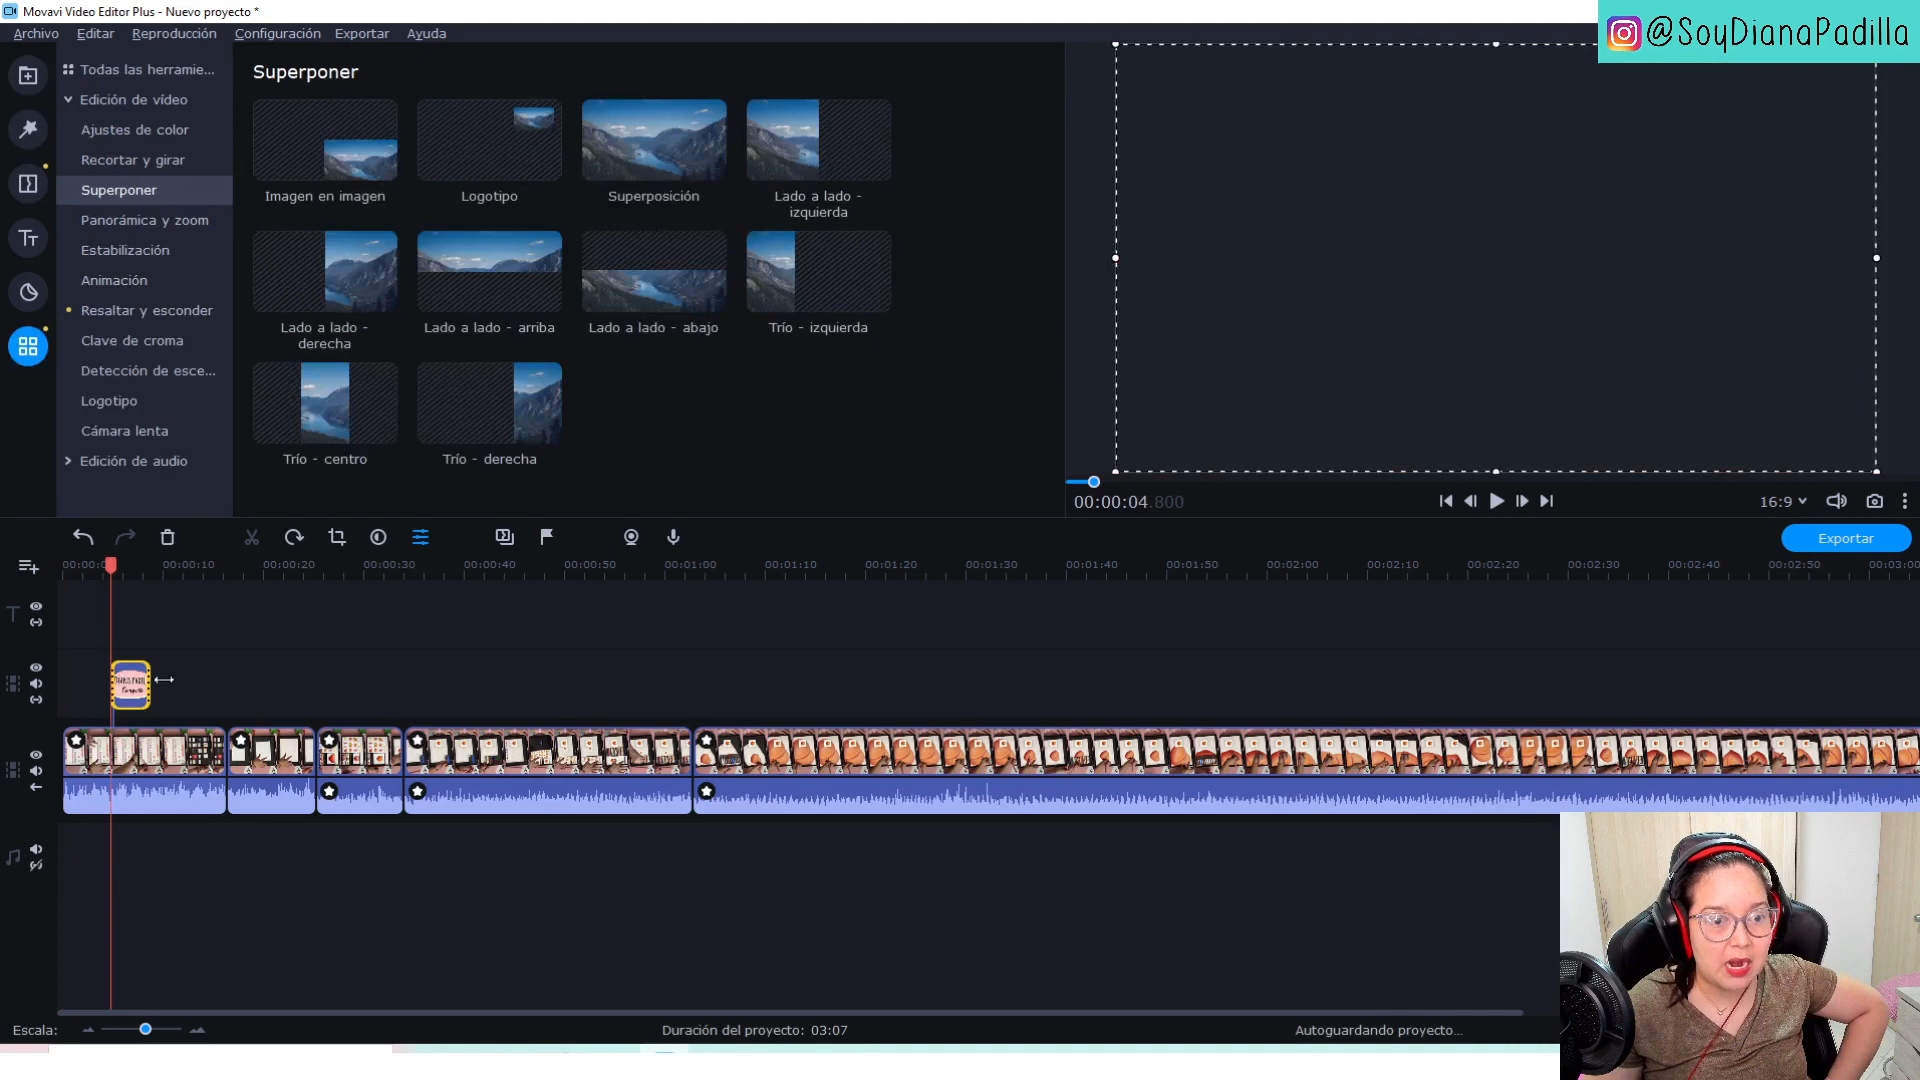 Movavi Video Editor Plus - Nuevo proyecto *
Archivo Editar Reproducción Configuración Exportar Ayuda
@SoyDianaPadilla
Todas las herramie...
Edición de vídeo
Ajustes de color
Recortar y girar
Superponer
Panorámica y zoom
Estabilización
Animación
Resaltar y esconder
Clave de croma
Detección de esce...
Logotipo
Cámara lenta
Edición de audio
Superponer
Imagen en imagen
Logotipo
Superposición
Lado a lado - izquierda
Lado a lado - derecha
Lado a lado - arriba
Lado a lado - abajo
Trío - izquierda
Trío - centro
Trío - derecha
00:00:04.800
16:9
Exportar
00:00:10 00:00:20 00:00:30 00:00:40 00:00:50 00:01:00 00:01:10 00:01:20 00:01:30 00:01:40 00:01:50 00:02:00 00:02:10 00:02:20 00:02:30 00:02:40 00:02:50 00:03:00
Escala:
Duración del proyecto: 03:07
Autoguardando proyecto...